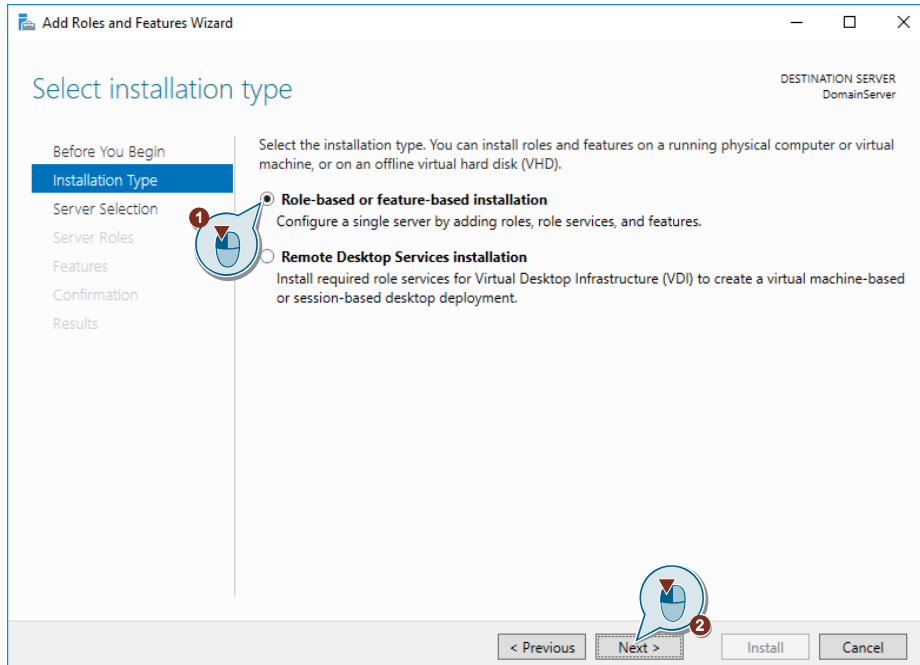 Add Roles and Features Wizard
Select installation type
DESTINATION SERVER
DomainServer
Before You Begin
Installation Type
Server Selection
Server Roles
Features
Confirmation
Results
Select the installation type. You can install roles and features on a running physical computer or virtual
machine, or on an offline virtual hard disk (VHD).
Role-based or feature-based installation
Configure a single server by adding roles, role services, and features.
1
Remote Desktop Services installation
Install required role services for Virtual Desktop Infrastructure (VDI) to create a virtual machine-based
or session-based desktop deployment.
2
< Previous
Next >
Install
Cancel